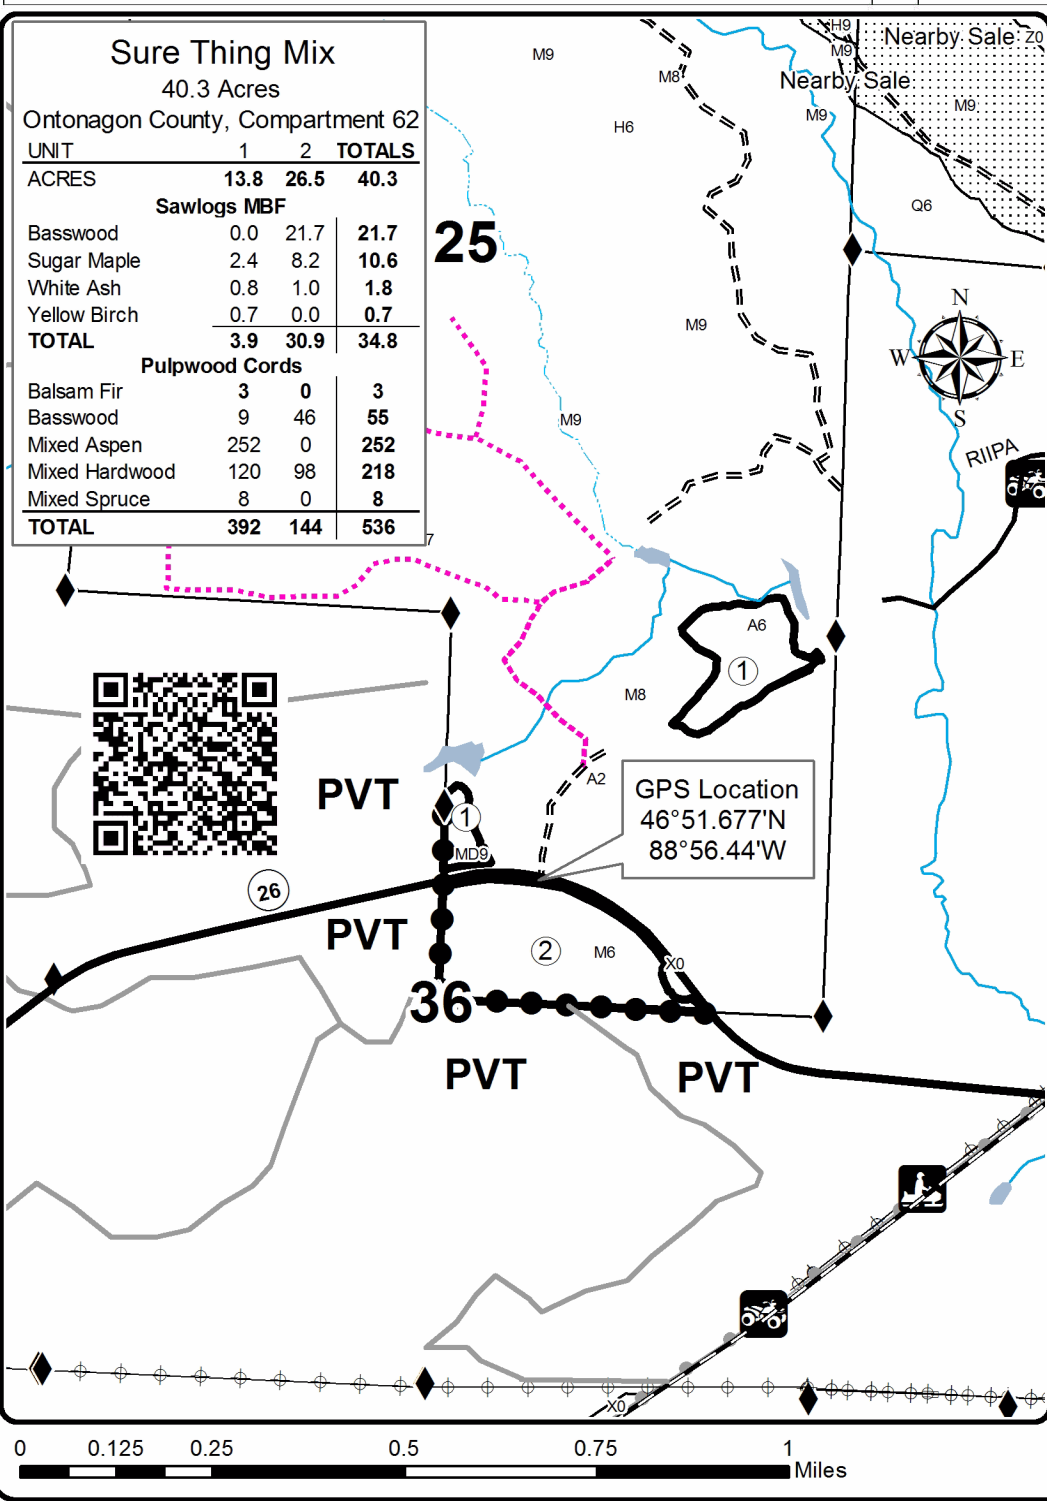 Sure Thing Mix
40.3 Acres
Ontonagon County, Compartment 62
UNIT 1 2 TOTALS
ACRES 13.8 26.5 40.3
Sawlogs MBF
Basswood 0.0 21.7 21.7
Sugar Maple 2.4 8.2 10.6
White Ash 0.8 1.0 1.8
Yellow Birch 0.7 0.0 0.7
TOTAL 3.9 30.9 34.8
Pulpwood Cords
Balsam Fir 3 0 3
Basswood 9 46 55
Mixed Aspen 252 0 252
Mixed Hardwood 120 98 218
Mixed Spruce 8 0 8
TOTAL 392 144 536
H9
M9
Nearby Sale
Z0
M9
M8
Nearby Sale
M9
M9
H6
Q6
25
N
M9
W E
S
M9
RIIPA
7
A6
1
M8
A2
PVT
1
GPS Location
46°51.677'N
88°56.44'W
MD9
26
PVT
2
M6
X0
36
PVT
PVT
X0
0 0.125 0.25 0.5 0.75 1
Miles